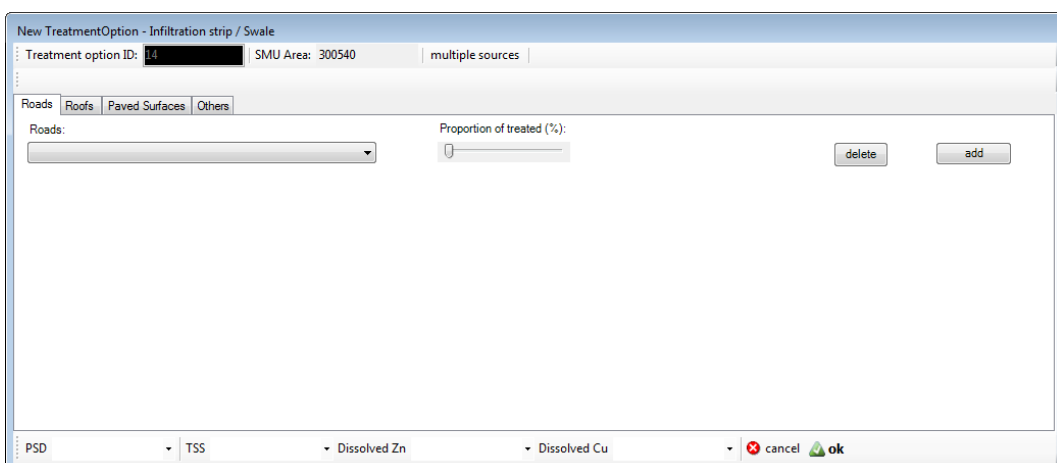 New TreatmentOption - Infiltration strip / Swale
Treatment option ID: 14 SMU Area: 300540 multiple sources
Roads Roofs Paved Surfaces Others
Roads: Proportion of treated (%):
delete add
PSD TSS Dissolved Zn Dissolved Cu cancel ok